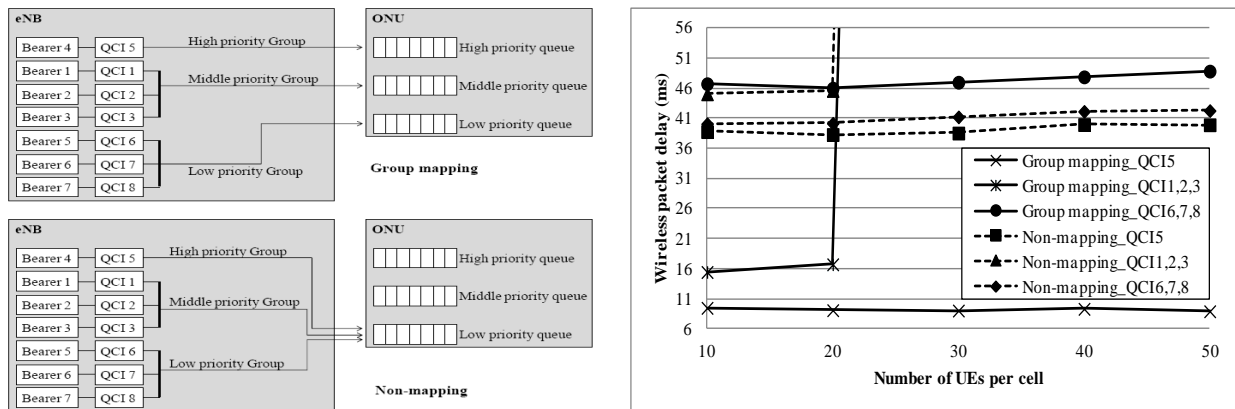 eNB
ONU
Bearer 4
QCI 5
High priority Group
High priority queue
Bearer 1
QCI 1
Middle priority Group
Bearer 2
QCI 2
Middle priority queue
Bearer 3
QCI 3
Bearer 5
QCI 6
Low priority queue
Bearer 6
QCI 7
Low priority Group
Bearer 7
QCI 8
Group mapping
eNB
ONU
High priority Group
Bearer 4
QCI 5
High priority queue
Bearer 1
QCI 1
Bearer 2
QCI 2
Middle priority Group
Middle priority queue
Bearer 3
QCI 3
Low priority queue
Bearer 5
QCI 6
Low priority Group
Bearer 6
QCI 7
Bearer 7
QCI 8
Non-mapping
Wireless packet delay (ms)
56
51
46
41
36
31
26
21
16
11
6
10
20
30
40
50
Number of UEs per cell
Group mapping_QCI5
Group mapping_QCI1,2,3
Group mapping_QCI6,7,8
Non-mapping_QCI5
Non-mapping_QCI1,2,3
Non-mapping_QCI6,7,8